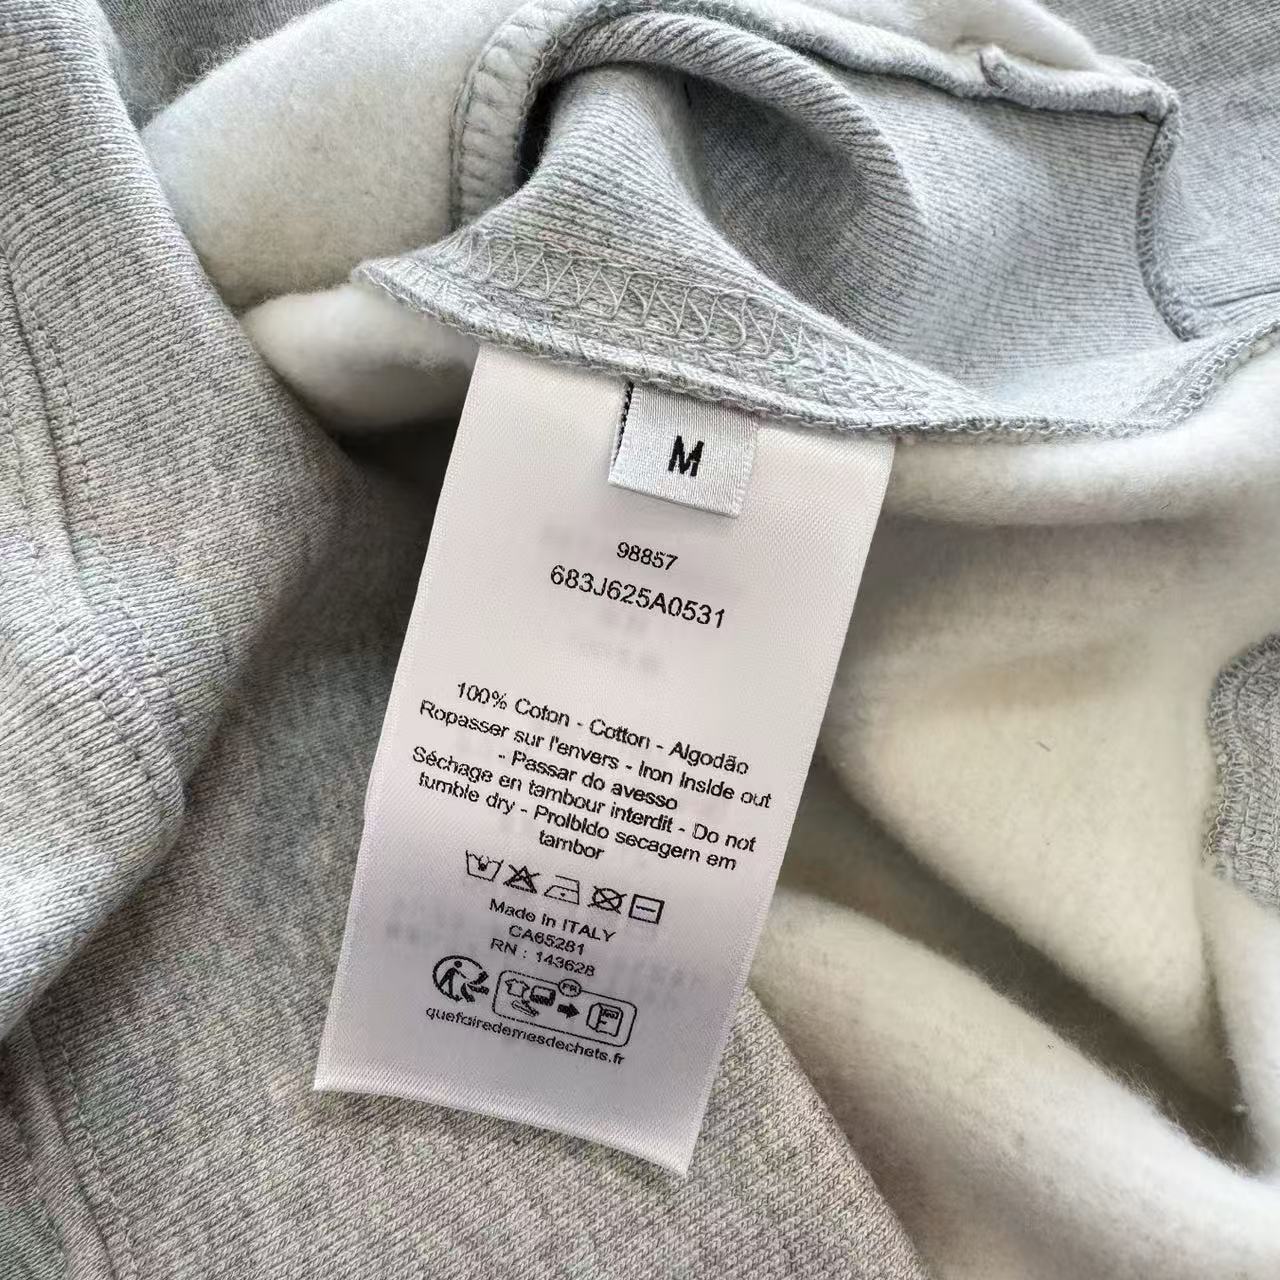 M
98857
683J625A0531
100% Coton - Cotton - Algodão
Ropasser sur l'envers - Iron Inside out
- Passar do avesso
Séchage en tambour interdit - Do not
tumble dry - Proibido secagem em
tambor
Made in ITALY
CA65281
RN : 143628
FR
quefairedemesdechets.fr